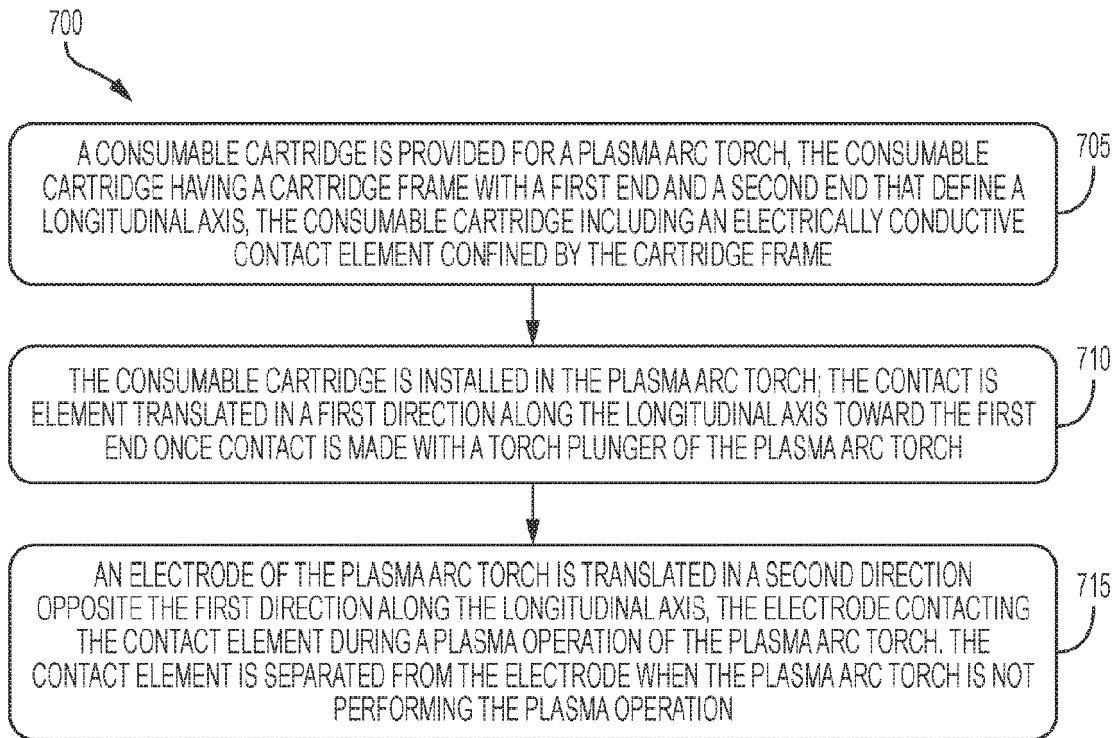 700
A CONSUMABLE CARTRIDGE IS PROVIDED FOR A PLASMA ARC TORCH, THE CONSUMABLE
CARTRIDGE HAVING A CARTRIDGE FRAME WITH A FIRST END AND A SECOND END THAT DEFINE A
LONGITUDINAL AXIS, THE CONSUMABLE CARTRIDGE INCLUDING AN ELECTRICALLY CONDUCTIVE
CONTACT ELEMENT CONFINED BY THE CARTRIDGE FRAME
705
THE CONSUMABLE CARTRIDGE IS INSTALLED IN THE PLASMA ARC TORCH; THE CONTACT IS
ELEMENT TRANSLATED IN A FIRST DIRECTION ALONG THE LONGITUDINAL AXIS TOWARD THE FIRST
END ONCE CONTACT IS MADE WITH A TORCH PLUNGER OF THE PLASMA ARC TORCH
710
AN ELECTRODE OF THE PLASMA ARC TORCH IS TRANSLATED IN A SECOND DIRECTION
OPPOSITE THE FIRST DIRECTION ALONG THE LONGITUDINAL AXIS, THE ELECTRODE CONTACTING
THE CONTACT ELEMENT DURING A PLASMA OPERATION OF THE PLASMA ARC TORCH. THE
CONTACT ELEMENT IS SEPARATED FROM THE ELECTRODE WHEN THE PLASMA ARC TORCH IS NOT
PERFORMING THE PLASMA OPERATION
715